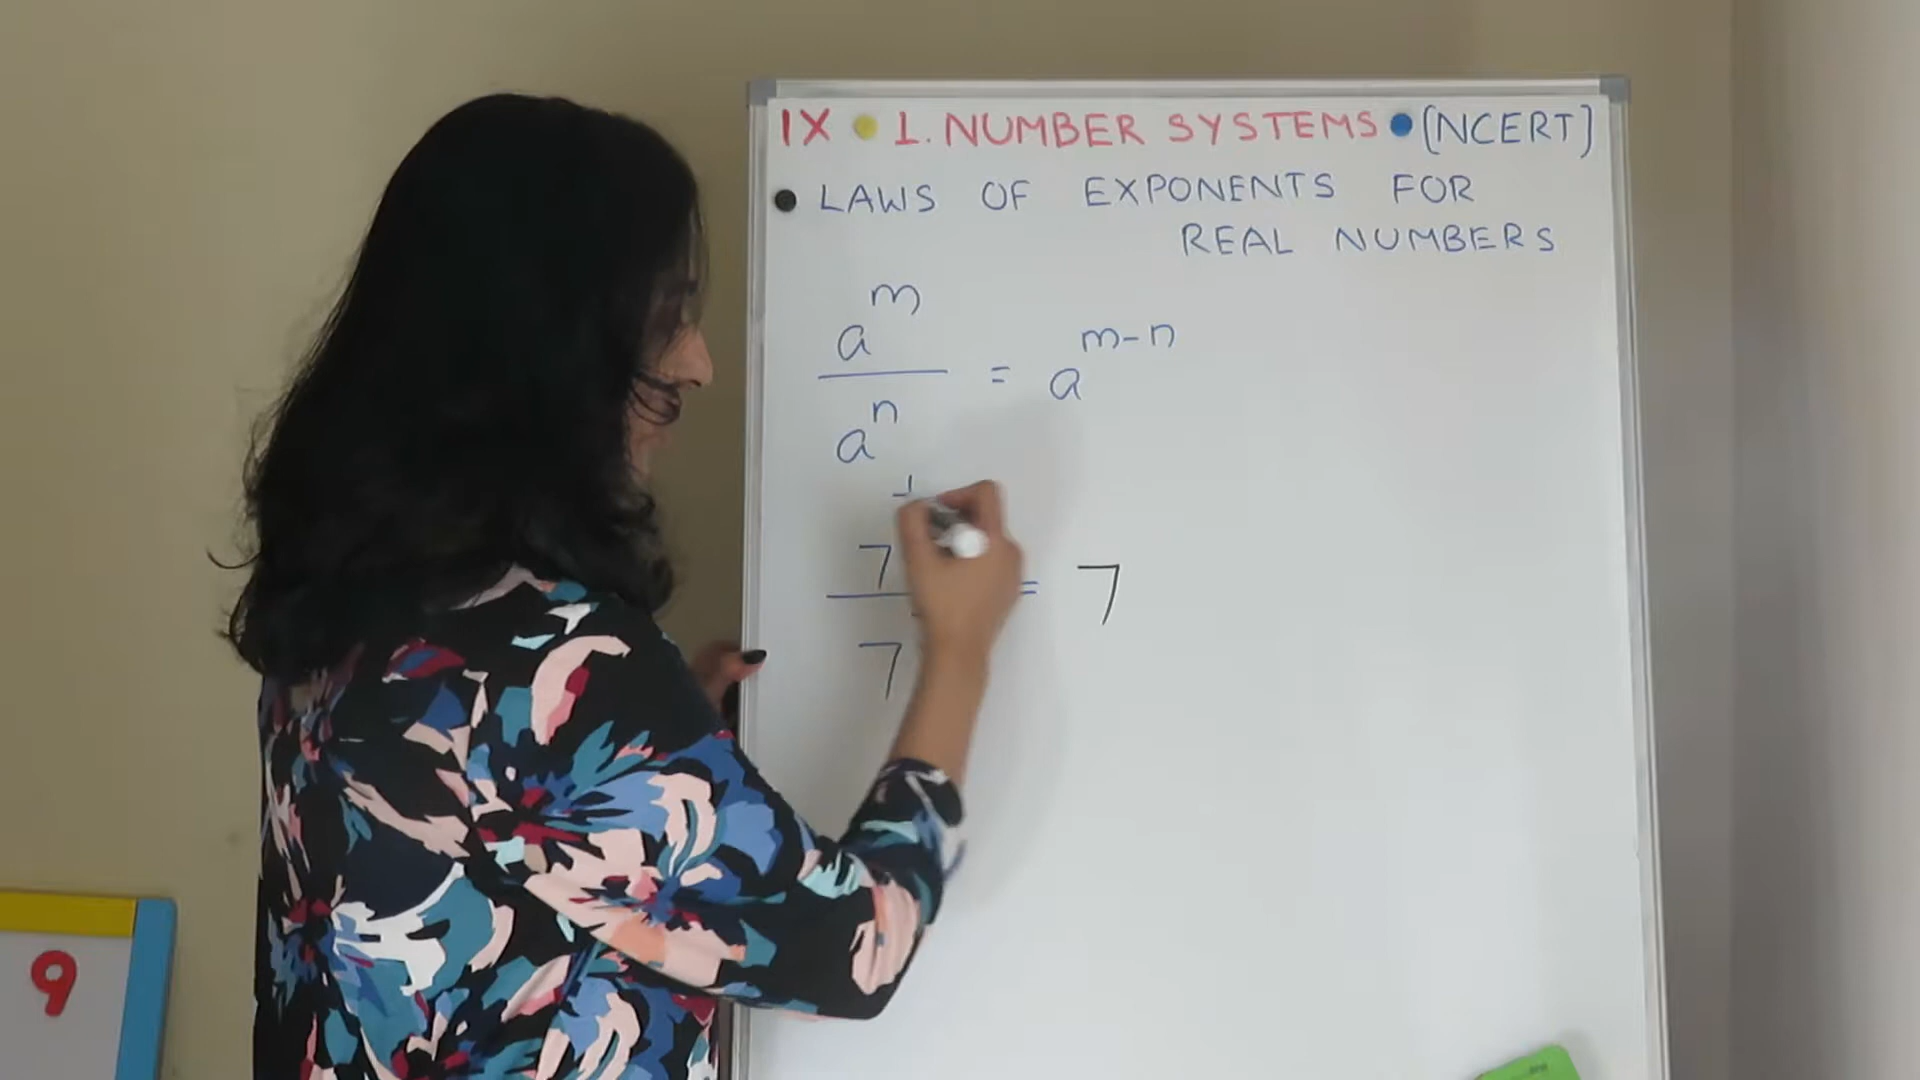 IX • 1. NUMBER SYSTEMS • (NCERT)
• LAWS OF EXPONENTS FOR
REAL NUMBERS
a^m / a^n = a^(m-n)
7 / 7 = 7
9